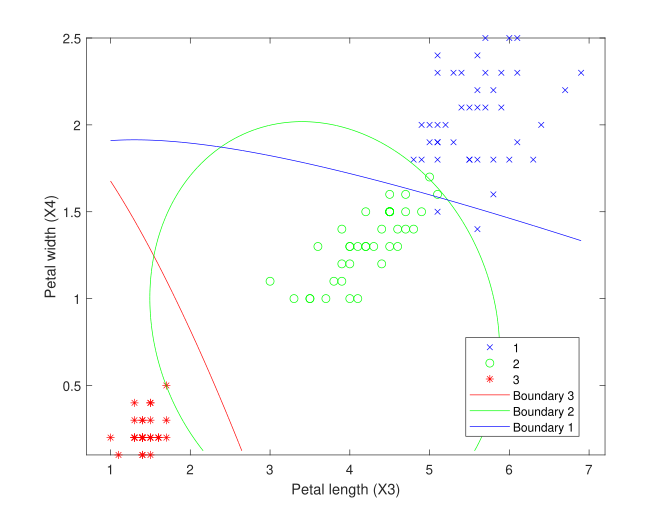 2.5
2
1.5
1
0.5
Petal width (X4)
1
2
3
Boundary 3
Boundary 2
Boundary 1
1 2 3 4 5 6 7
Petal length (X3)